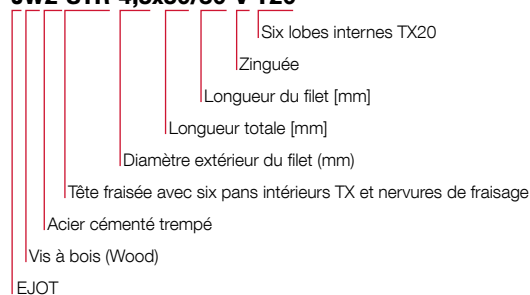 Six lobes internes TX20
Zinguée
Longueur du filet [mm]
Longueur totale [mm]
Diamètre extérieur du filet (mm)
Tête fraisée avec six pans intérieurs TX et nervures de fraisage
Acier cémenté trempé
Vis à bois (Wood)
EJOT